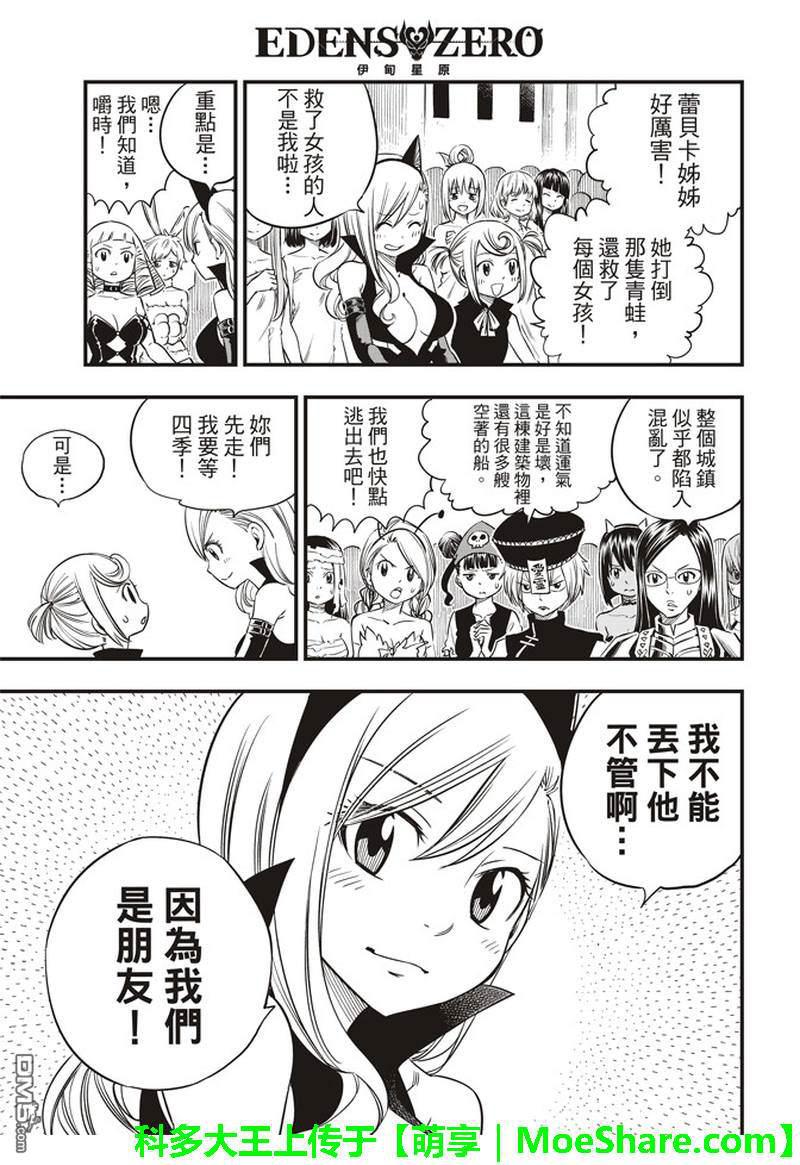 EDENS ZERO
伊甸星原
蕾貝卡姊姊
好厲害！
她打倒
那隻青蛙，
還救了
每個女孩！
救了女孩的人
不是我啦…
重點是…
嗯…
我們知道，
嚼時！
整個城鎮
似乎都陷入
混亂了。
不知道運氣
是好是壞，
這棟建築物裡
還有很多艘
空著的船。
我們也快點
逃出去吧！
妳們
先走！
我要等
四季！
可是…
我不能
丟下他
不管啊…
因為我們
是朋友！
DM5.com
科多大王上传于【萌享】|MoeShare.com】